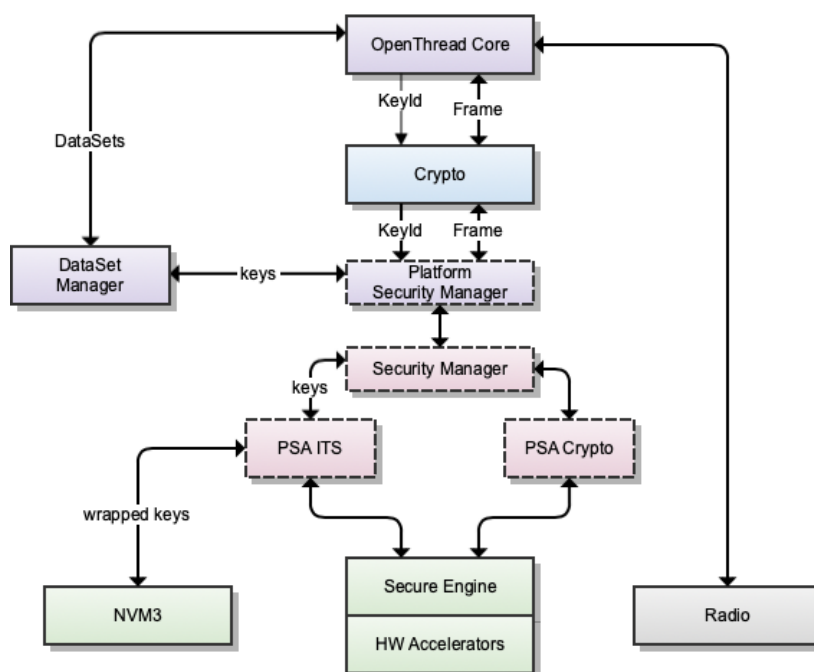 OpenThread Core
KeyId
Frame
DataSets
Crypto
KeyId
Frame
DataSet
Manager
keys
Platform
Security Manager
Security Manager
keys
PSA ITS
PSA Crypto
wrapped keys
Secure Engine
NVM3
Radio
HW Accelerators